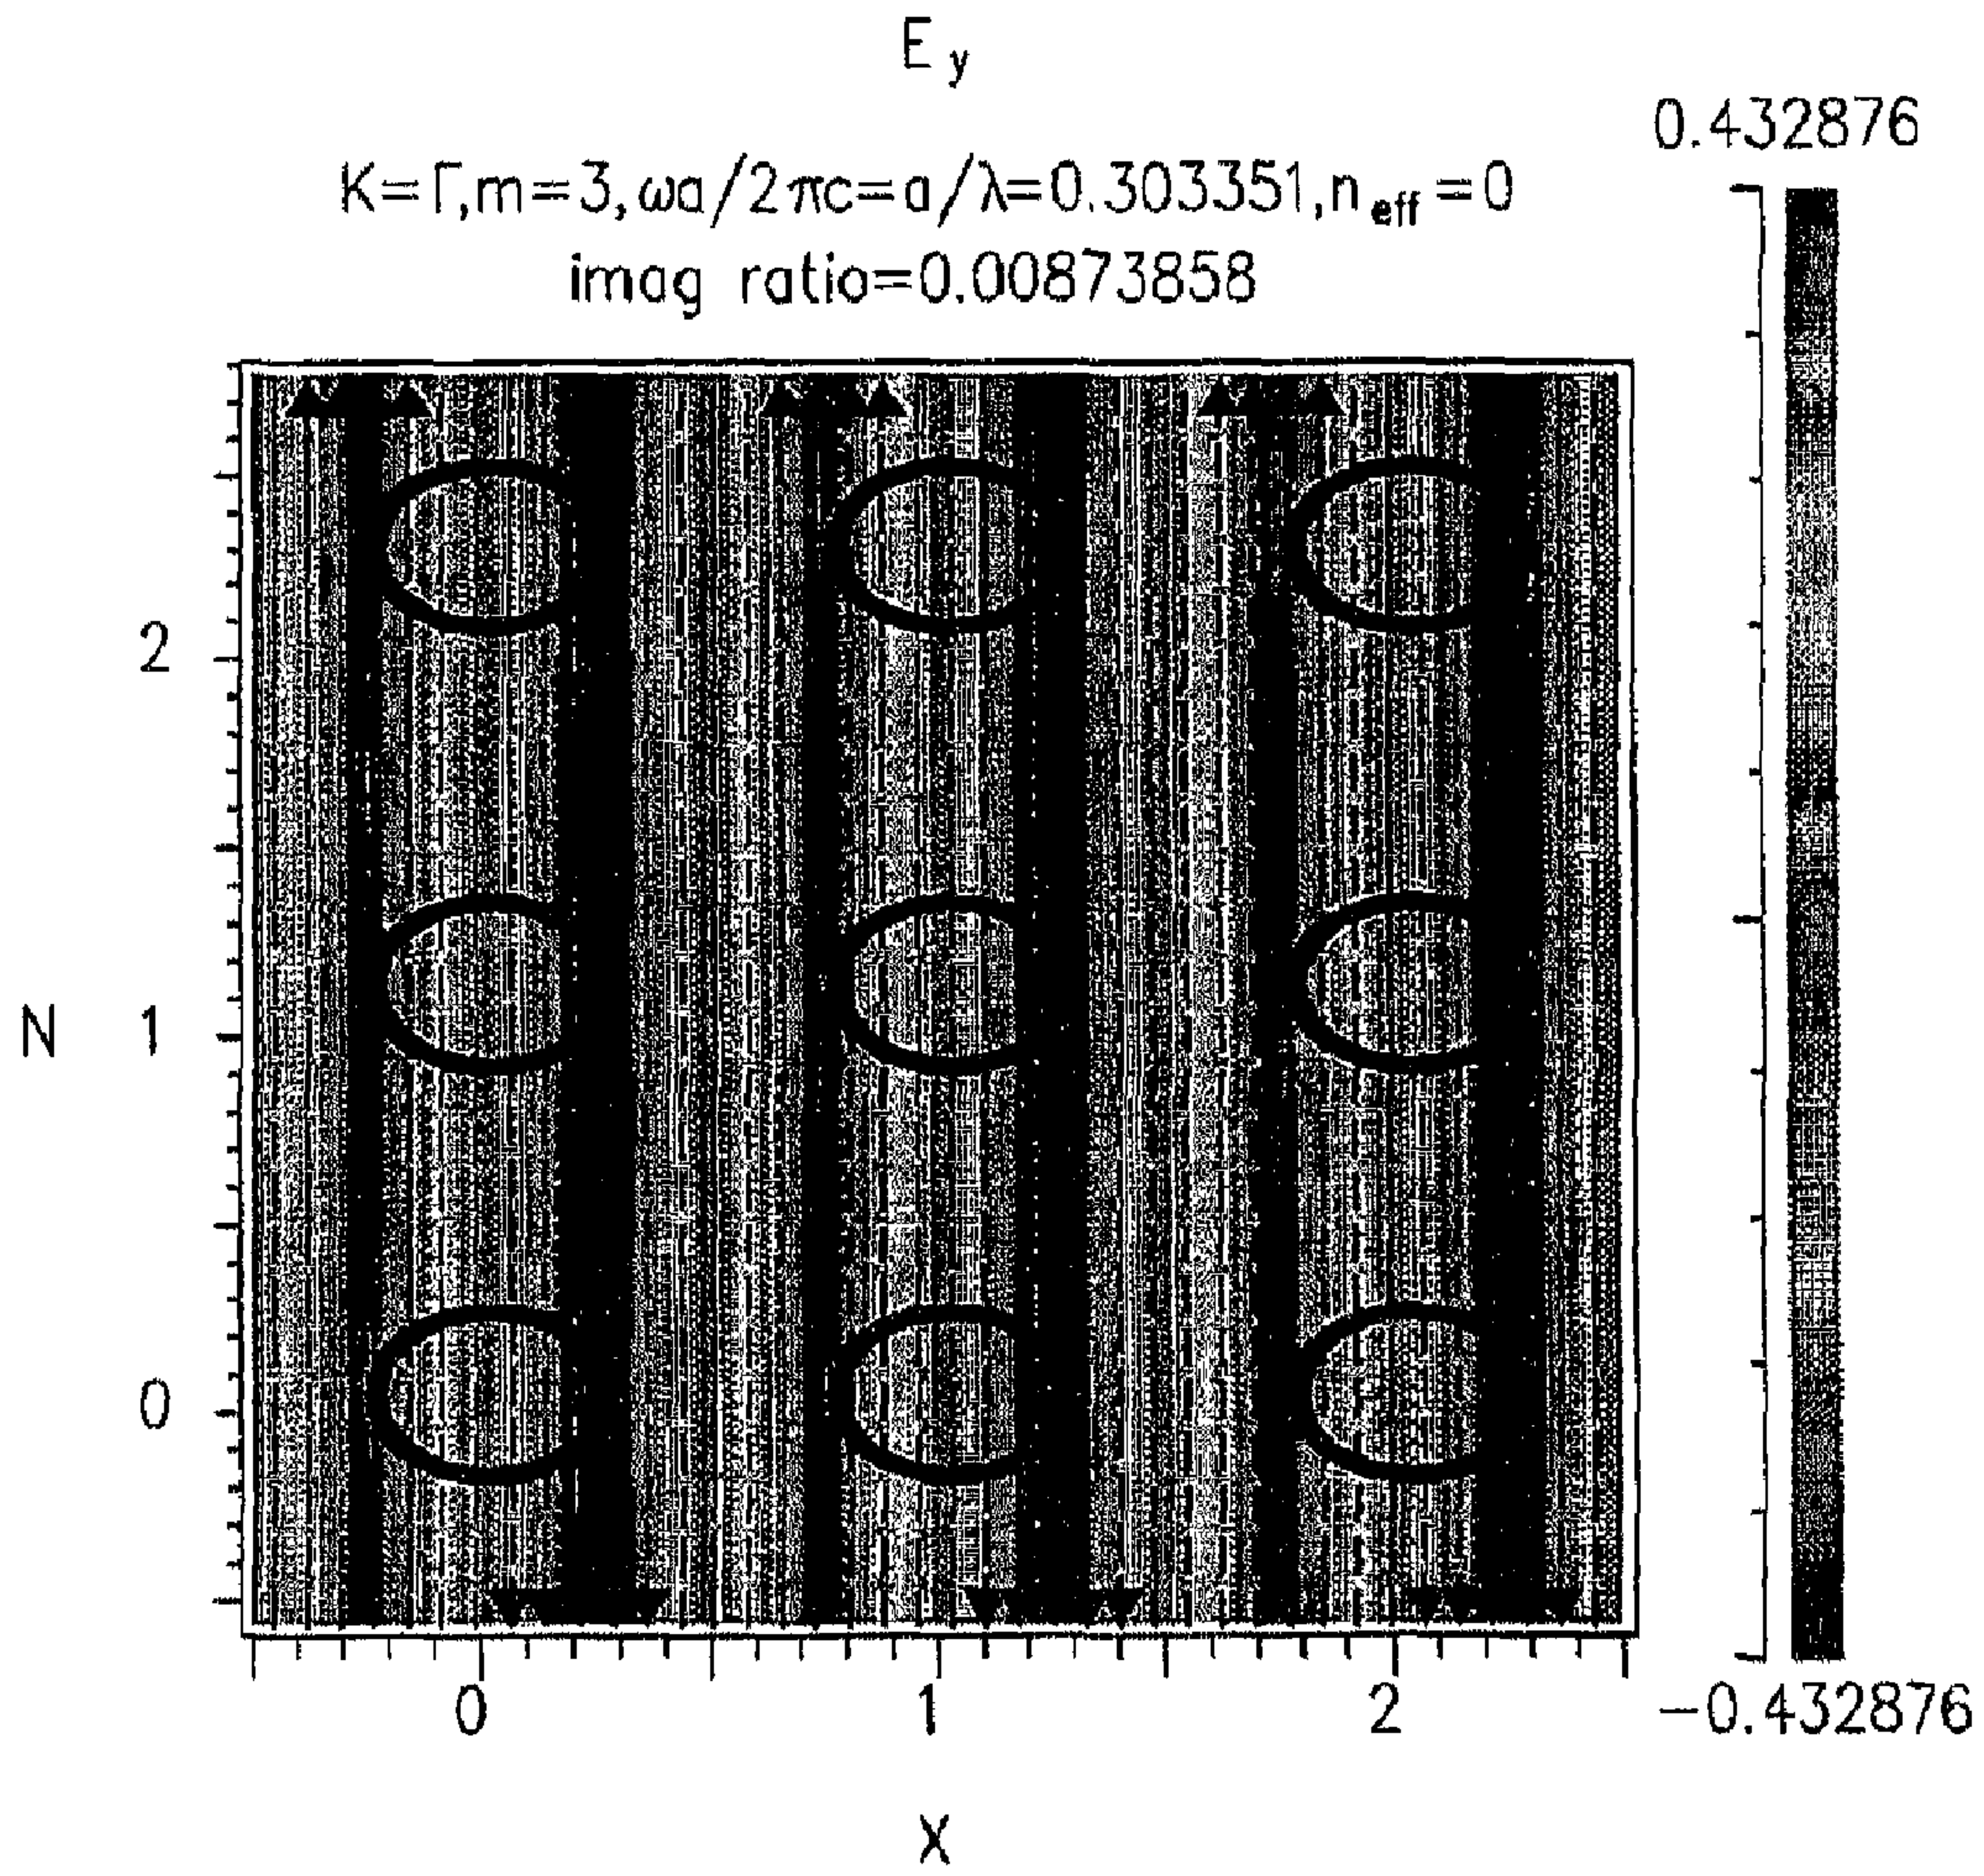 E y
0.432876
K=Γ,m=3,ωa/2πc=a/λ=0.303351,n eff =0
imag ratio=0.00873858
2
N 1
0
0 1 2
-0.432876
X